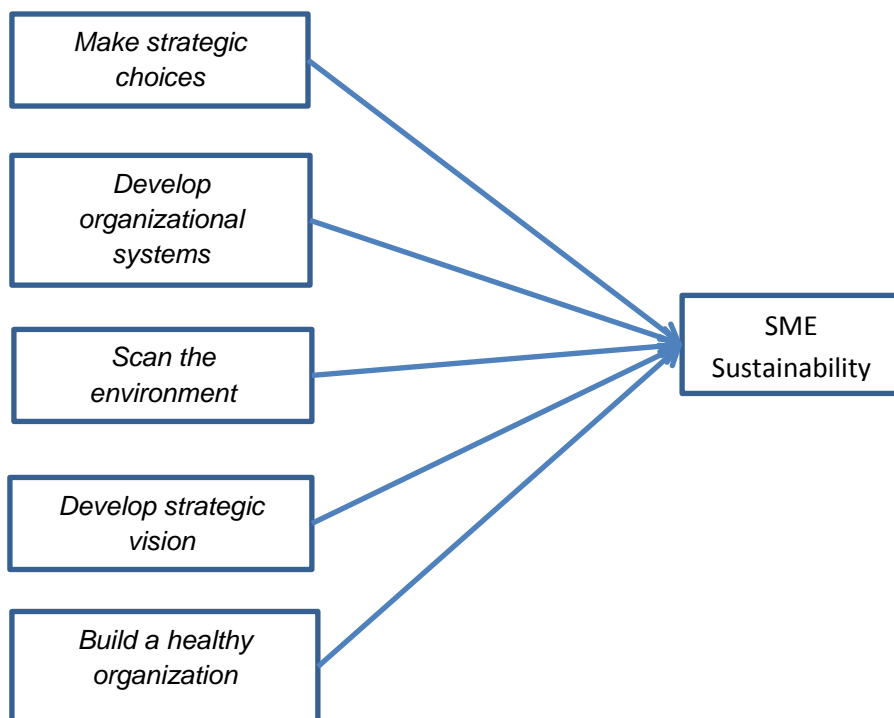 Make strategic
choices
Develop
organizational
systems
Scan the
environment
Develop strategic
vision
Build a healthy
organization
SME
Sustainability